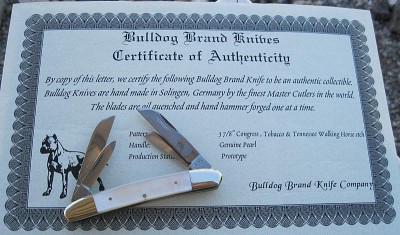 Bulldog Brand Knives
Certificate of Authenticity
By copy of this letter, we certify the following Bulldog Brand Knife to be an authentic collectible.
Bulldog Knives are hand made in Solingen, Germany by the finest Master Cutlers in the world.
The blades are oil quenched and hand hammer forged one at a time.
Pattern: 3 7/8" Congress, Tobacco & Tennessee Walking Horse
Handle: Genuine Pearl
Production Status: Prototype
Bulldog Brand Knife Company